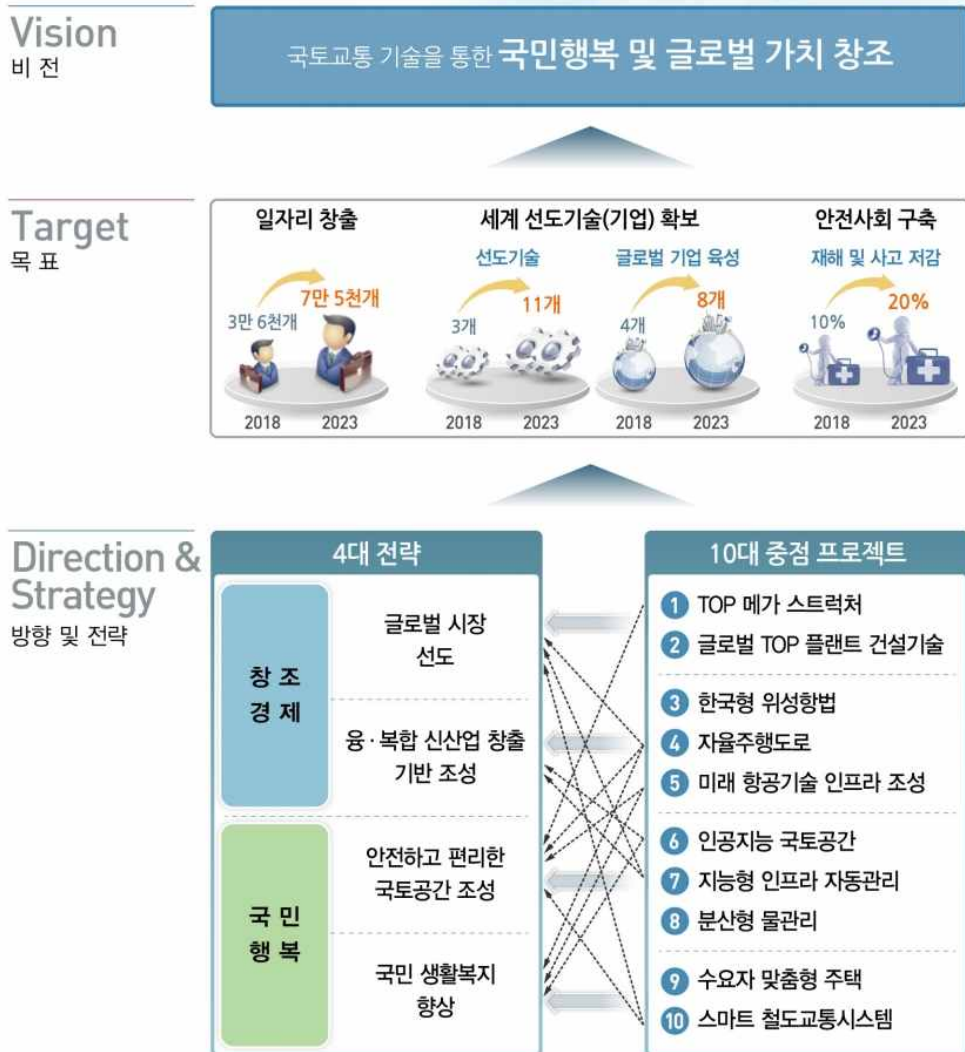 Vision
비 전
국토교통 기술을 통한 국민행복 및 글로벌 가치 창조
Target
목 표
일자리 창출
3만 6천개
7만 5천개
2018 2023
세계 선도기술(기업) 확보
선도기술
3개
11개
2018 2023
글로벌 기업 육성
4개
8개
2018 2023
안전사회 구축
재해 및 사고 저감
10%
20%
2018 2023
Direction &
Strategy
방향 및 전략
4대 전략
창 조
경 제
글로벌 시장
선도
융·복합 신산업 창출
기반 조성
국 민
행 복
안전하고 편리한
국토공간 조성
국민 생활복지
향상
10대 중점 프로젝트
1 TOP 메가 스트럭처
2 글로벌 TOP 플랜트 건설기술
3 한국형 위성항법
4 자율주행도로
5 미래 항공기술 인프라 조성
6 인공지능 국토공간
7 지능형 인프라 자동관리
8 분산형 물관리
9 수요자 맞춤형 주택
10 스마트 철도교통시스템